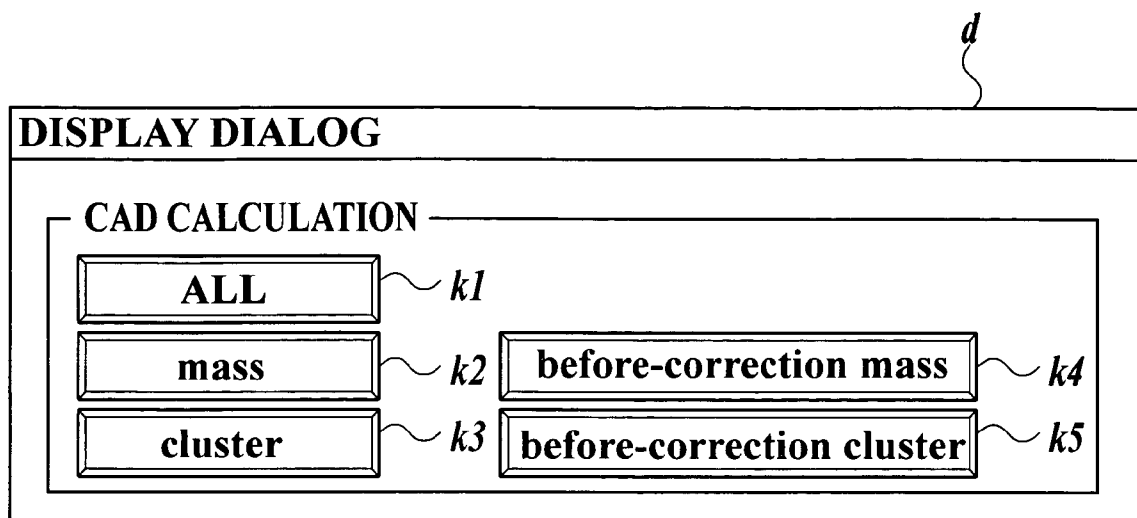 d
DISPLAY DIALOG
CAD CALCULATION
ALL k1
mass k2 before-correction mass k4
cluster k3 before-correction cluster k5